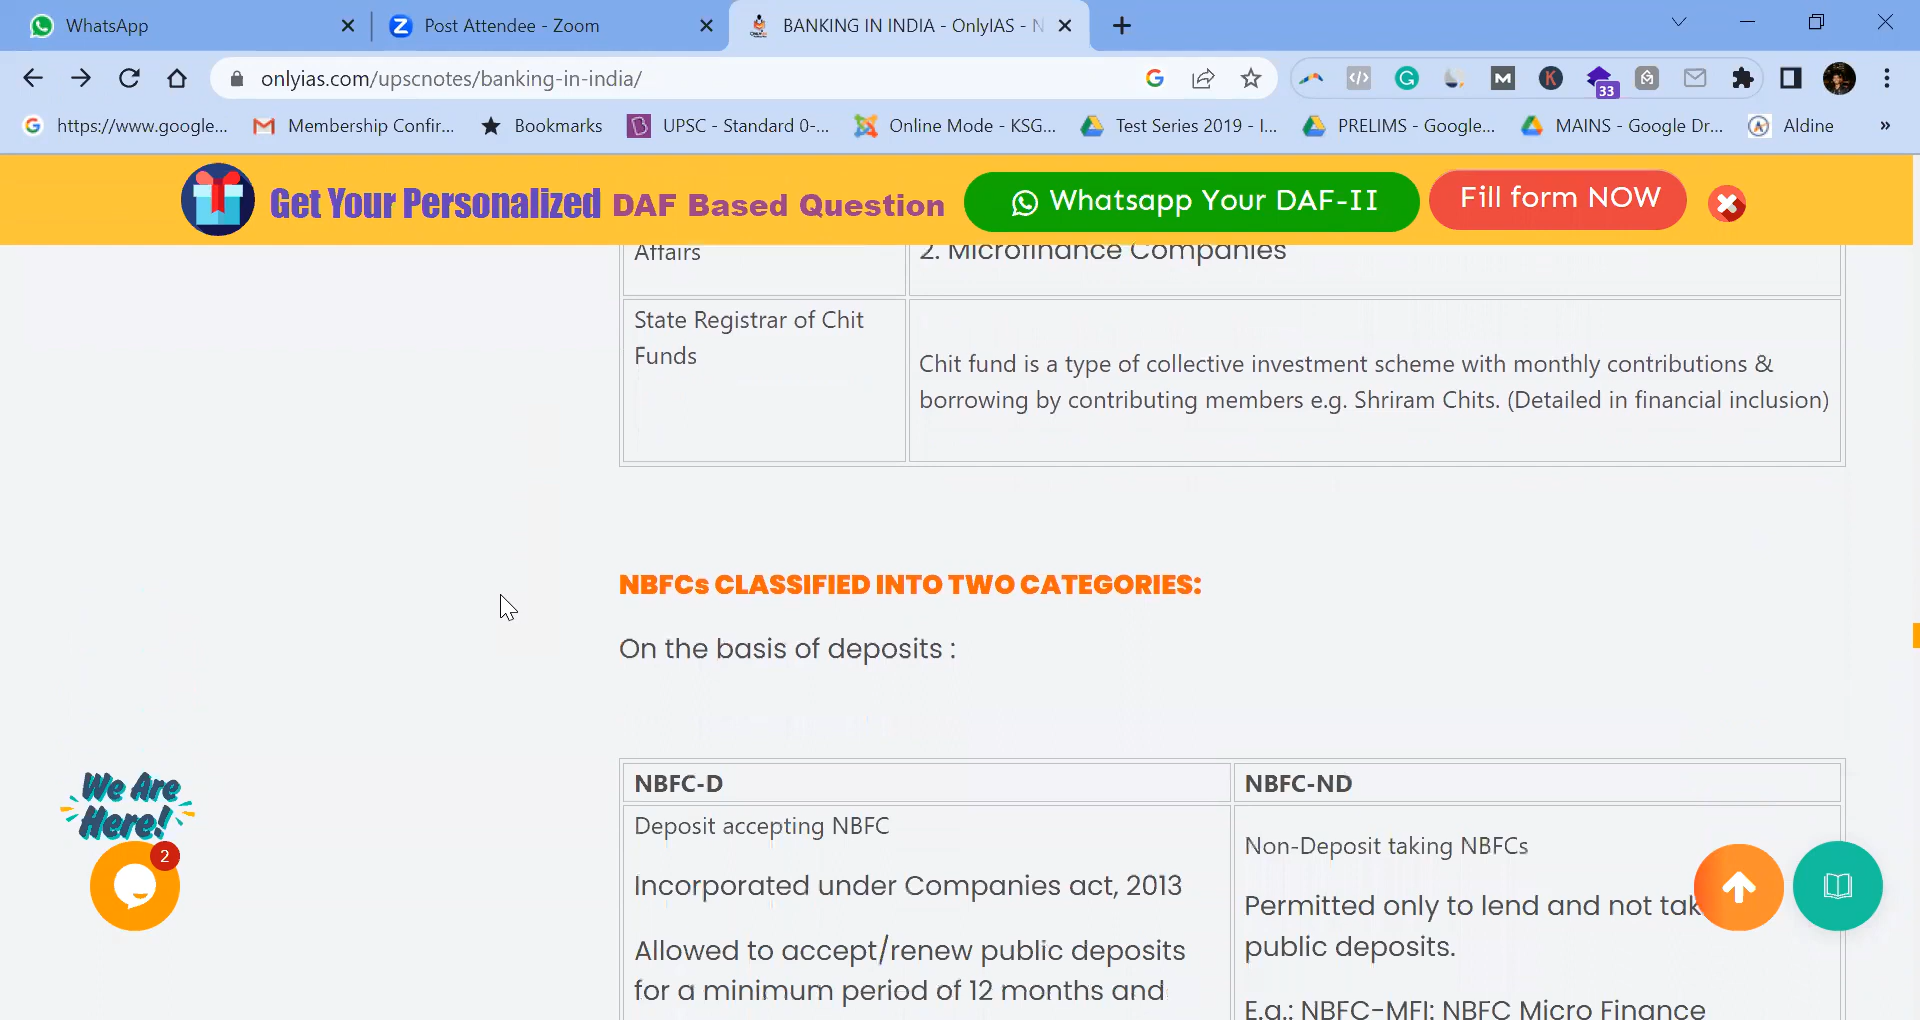 WhatsApp
Post Attendee - Zoom
BANKING IN INDIA - OnlyIAS - N
onlyias.com/upscnotes/banking-in-india/
33
https://www.google...
Membership Confir...
Bookmarks
UPSC - Standard 0-...
Online Mode - KSG...
Test Series 2019 - I...
PRELIMS - Google...
MAINS - Google Dr...
Aldine
»
Get Your Personalized DAF Based Question
Whatsapp Your DAF-II
Fill form NOW
Affairs
2. Microfinance Companies
State Registrar of Chit
Funds
Chit fund is a type of collective investment scheme with monthly contributions &
borrowing by contributing members e.g. Shriram Chits. (Detailed in financial inclusion)
NBFCs CLASSIFIED INTO TWO CATEGORIES:
On the basis of deposits :
NBFC-D
NBFC-ND
Deposit accepting NBFC
Incorporated under Companies act, 2013
Allowed to accept/renew public deposits
for a minimum period of 12 months and
Non-Deposit taking NBFCs
Permitted only to lend and not tak
public deposits.
E.g.: NBFC-MFI: NBFC Micro Finance
We Are
Here!
2